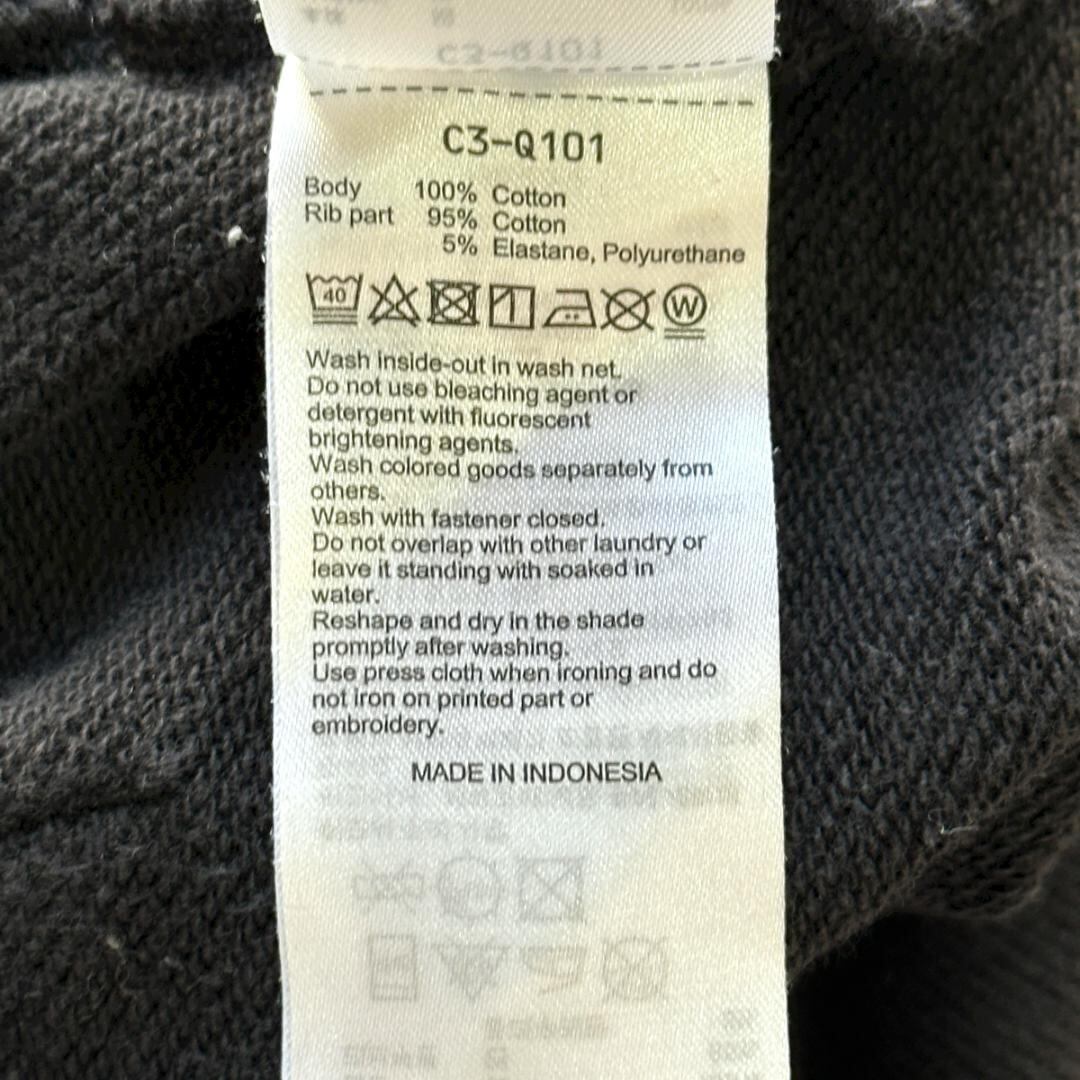 C3-Q101
Body 100% Cotton
Rib part 95% Cotton
5% Elastane, Polyurethane
40
W
Wash inside-out in wash net.
Do not use bleaching agent or
detergent with fluorescent
brightening agents.
Wash colored goods separately from
others.
Wash with fastener closed.
Do not overlap with other laundry or
leave it standing with soaked in
water.
Reshape and dry in the shade
promptly after washing.
Use press cloth when ironing and do
not iron on printed part or
embroidery.
MADE IN INDONESIA